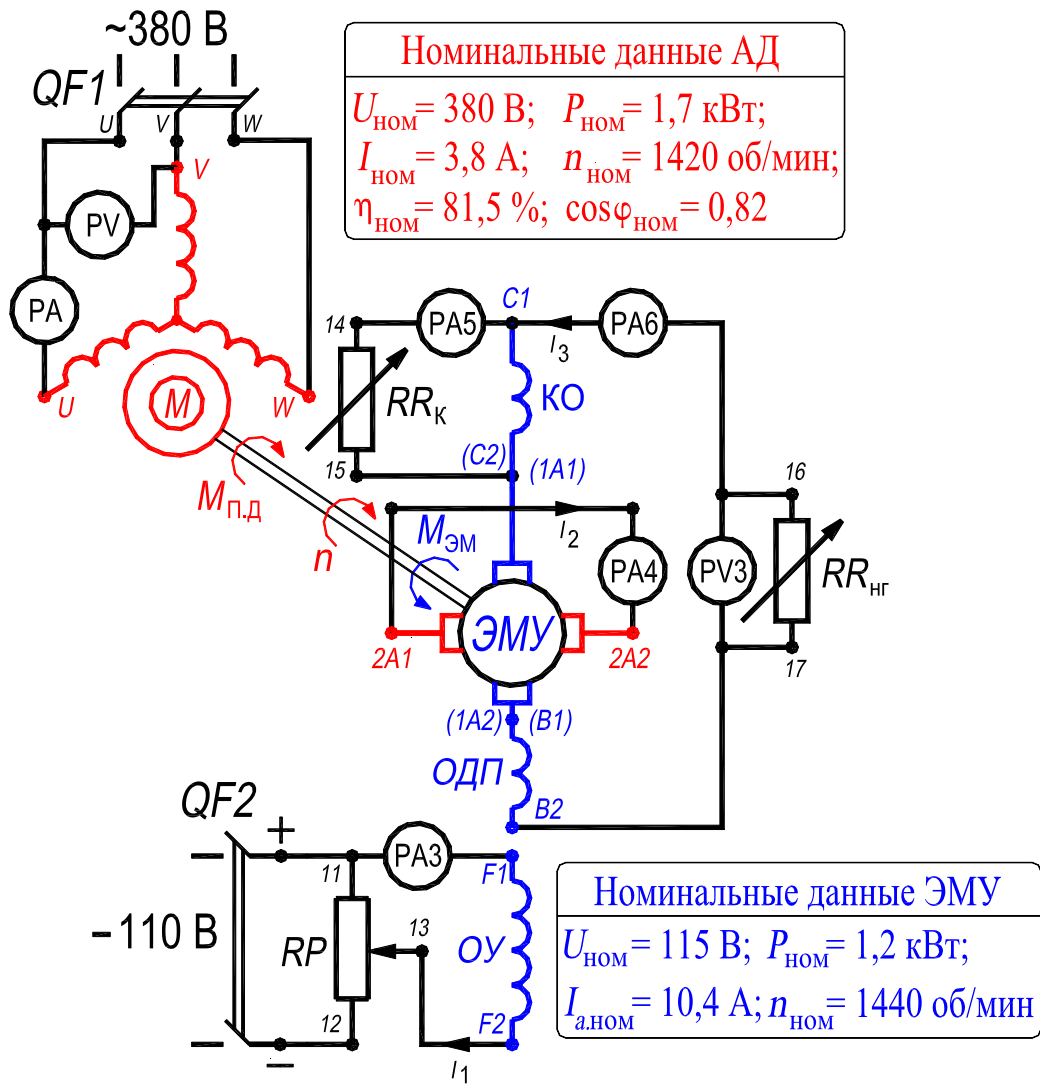 ~380 В
QF1
U V W
V
PV
PA
U W
M
Mп.д
n
Номинальные данные АД
Uном= 380 В; Pном= 1,7 кВт;
Iном= 3,8 А; nном= 1420 об/мин;
ηном= 81,5 %; cosφном= 0,82
C1
14 PA5 PA6
I3
RRК КО
15 (C2) (1A1)
16
I2
Mэм
PA4 PV3 RRнг
ЭМУ
2A1 2A2
17
(1A2) (B1)
ОДП
B2
QF2
+
PA3
11 F1
–110 В
13
RP ОУ
12 F2
–
I1
Номинальные данные ЭМУ
Uном= 115 В; Pном= 1,2 кВт;
Iа.ном= 10,4 А; nном= 1440 об/мин